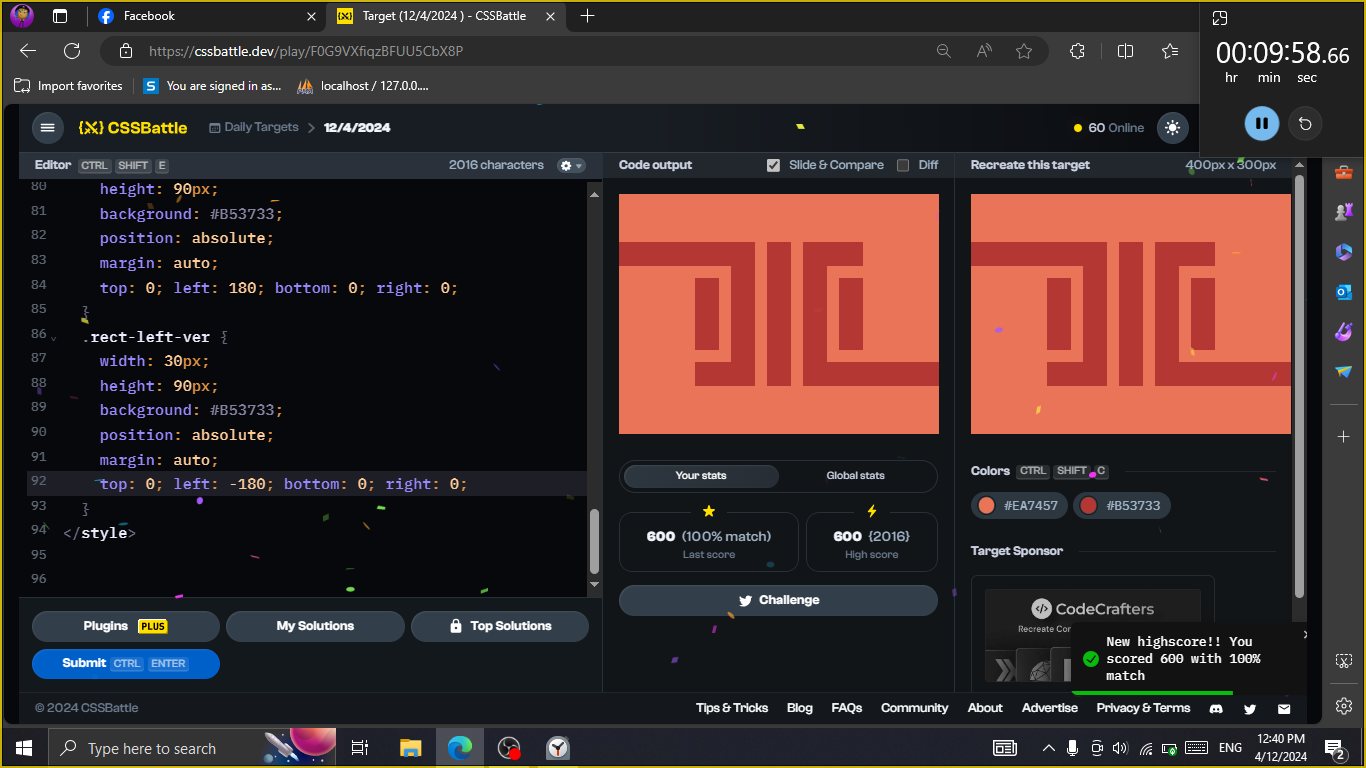 Facebook
Target (12/4/2024 ) - CSSBattle
https://cssbattle.dev/play/F0G9VXfiqzBFUU5CbX8P
Import favorites
S
You are signed in as...
localhost / 127.0.0....
00:09:58.66
hr min sec
{X} CSSBattle
Daily Targets > 12/4/2024
60 Online
Editor CTRL SHIFT E
2016 characters
80 height: 90px;
81 background: #B53733;
82 position: absolute;
83 margin: auto;
84 top: 0; left: 180; bottom: 0; right: 0;
85 }
86 .rect-left-ver {
87 width: 30px;
88 height: 90px;
89 background: #B53733;
90 position: absolute;
91 margin: auto;
92 top: 0; left: -180; bottom: 0; right: 0;
93 }
94 </style>
95
96
Plugins PLUS
My Solutions
Top Solutions
Submit CTRL ENTER
Code output
Slide & Compare
Diff
Your stats
Global stats
600 (100% match)
Last score
600 {2016}
High score
Challenge
Recreate this target
400px x 300px
Colors CTRL SHIFT C
#EA7457
#B53733
Target Sponsor
CodeCrafters
New highscore!! You
scored 600 with 100%
match
© 2024 CSSBattle
Tips & Tricks
Blog
FAQs
Community
About
Advertise
Privacy & Terms
Type here to search
ENG
12:40 PM
4/12/2024
2